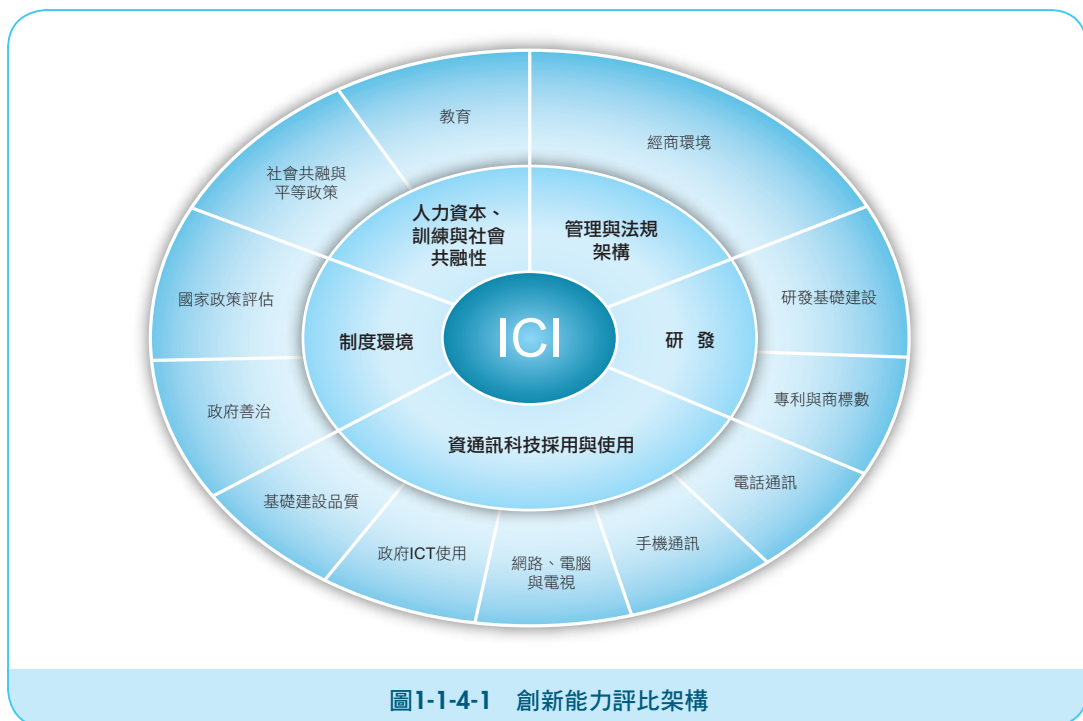 教育
經商環境
社會共融與
平等政策
人力資本、
訓練與社會
共融性
管理與法規
架構
國家政策評估
研發基礎建設
制度環境
ICI
研 發
政府善治
專利與商標數
資通訊科技採用與使用
電話通訊
基礎建設品質
手機通訊
政府ICT使用
網路、電腦
與電視
圖1-1-4-1 創新能力評比架構